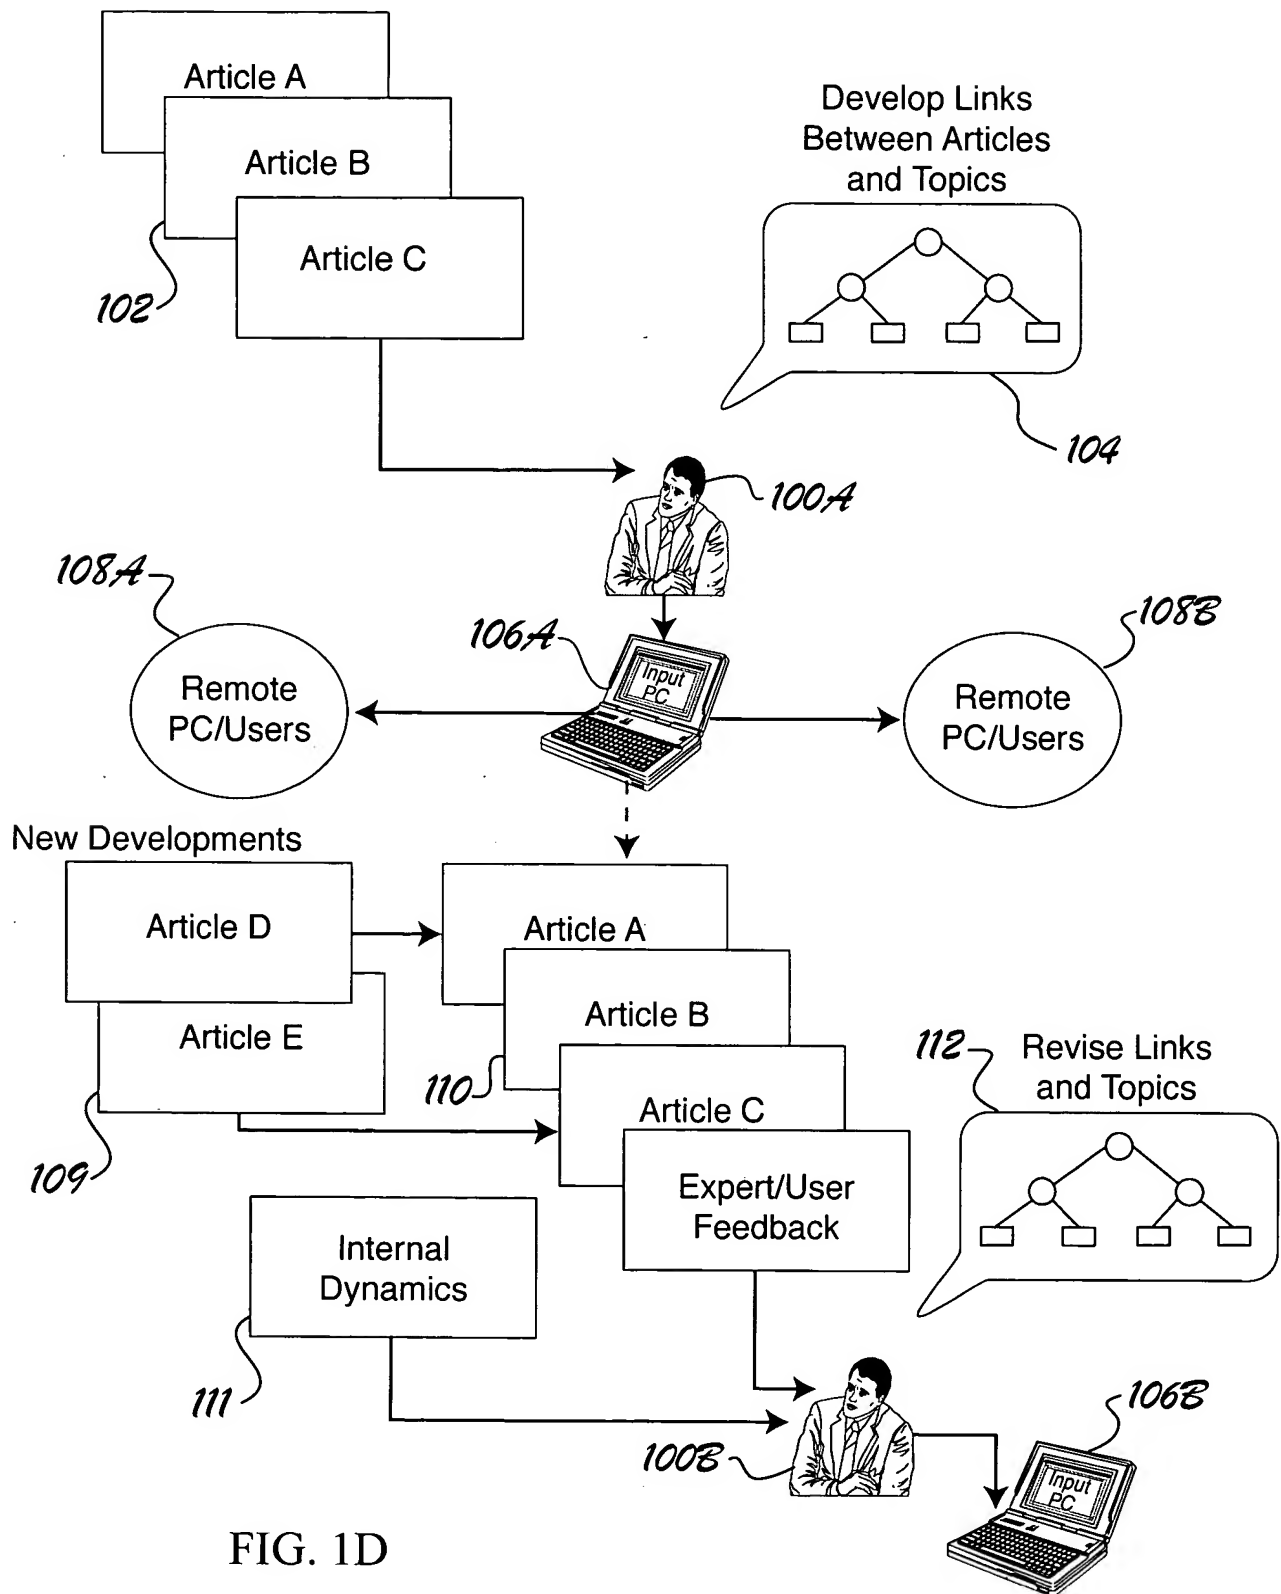 Article A
Article B
Article C
102
Develop Links
Between Articles
and Topics
104
100A
108A
106A
108B
Remote
PC/Users
Input
PC
Remote
PC/Users
New Developments
Article D
Article E
109
Article A
Article B
Article C
110
Expert/User
Feedback
112
Revise Links
and Topics
Internal
Dynamics
111
100B
106B
Input
PC
FIG. 1D